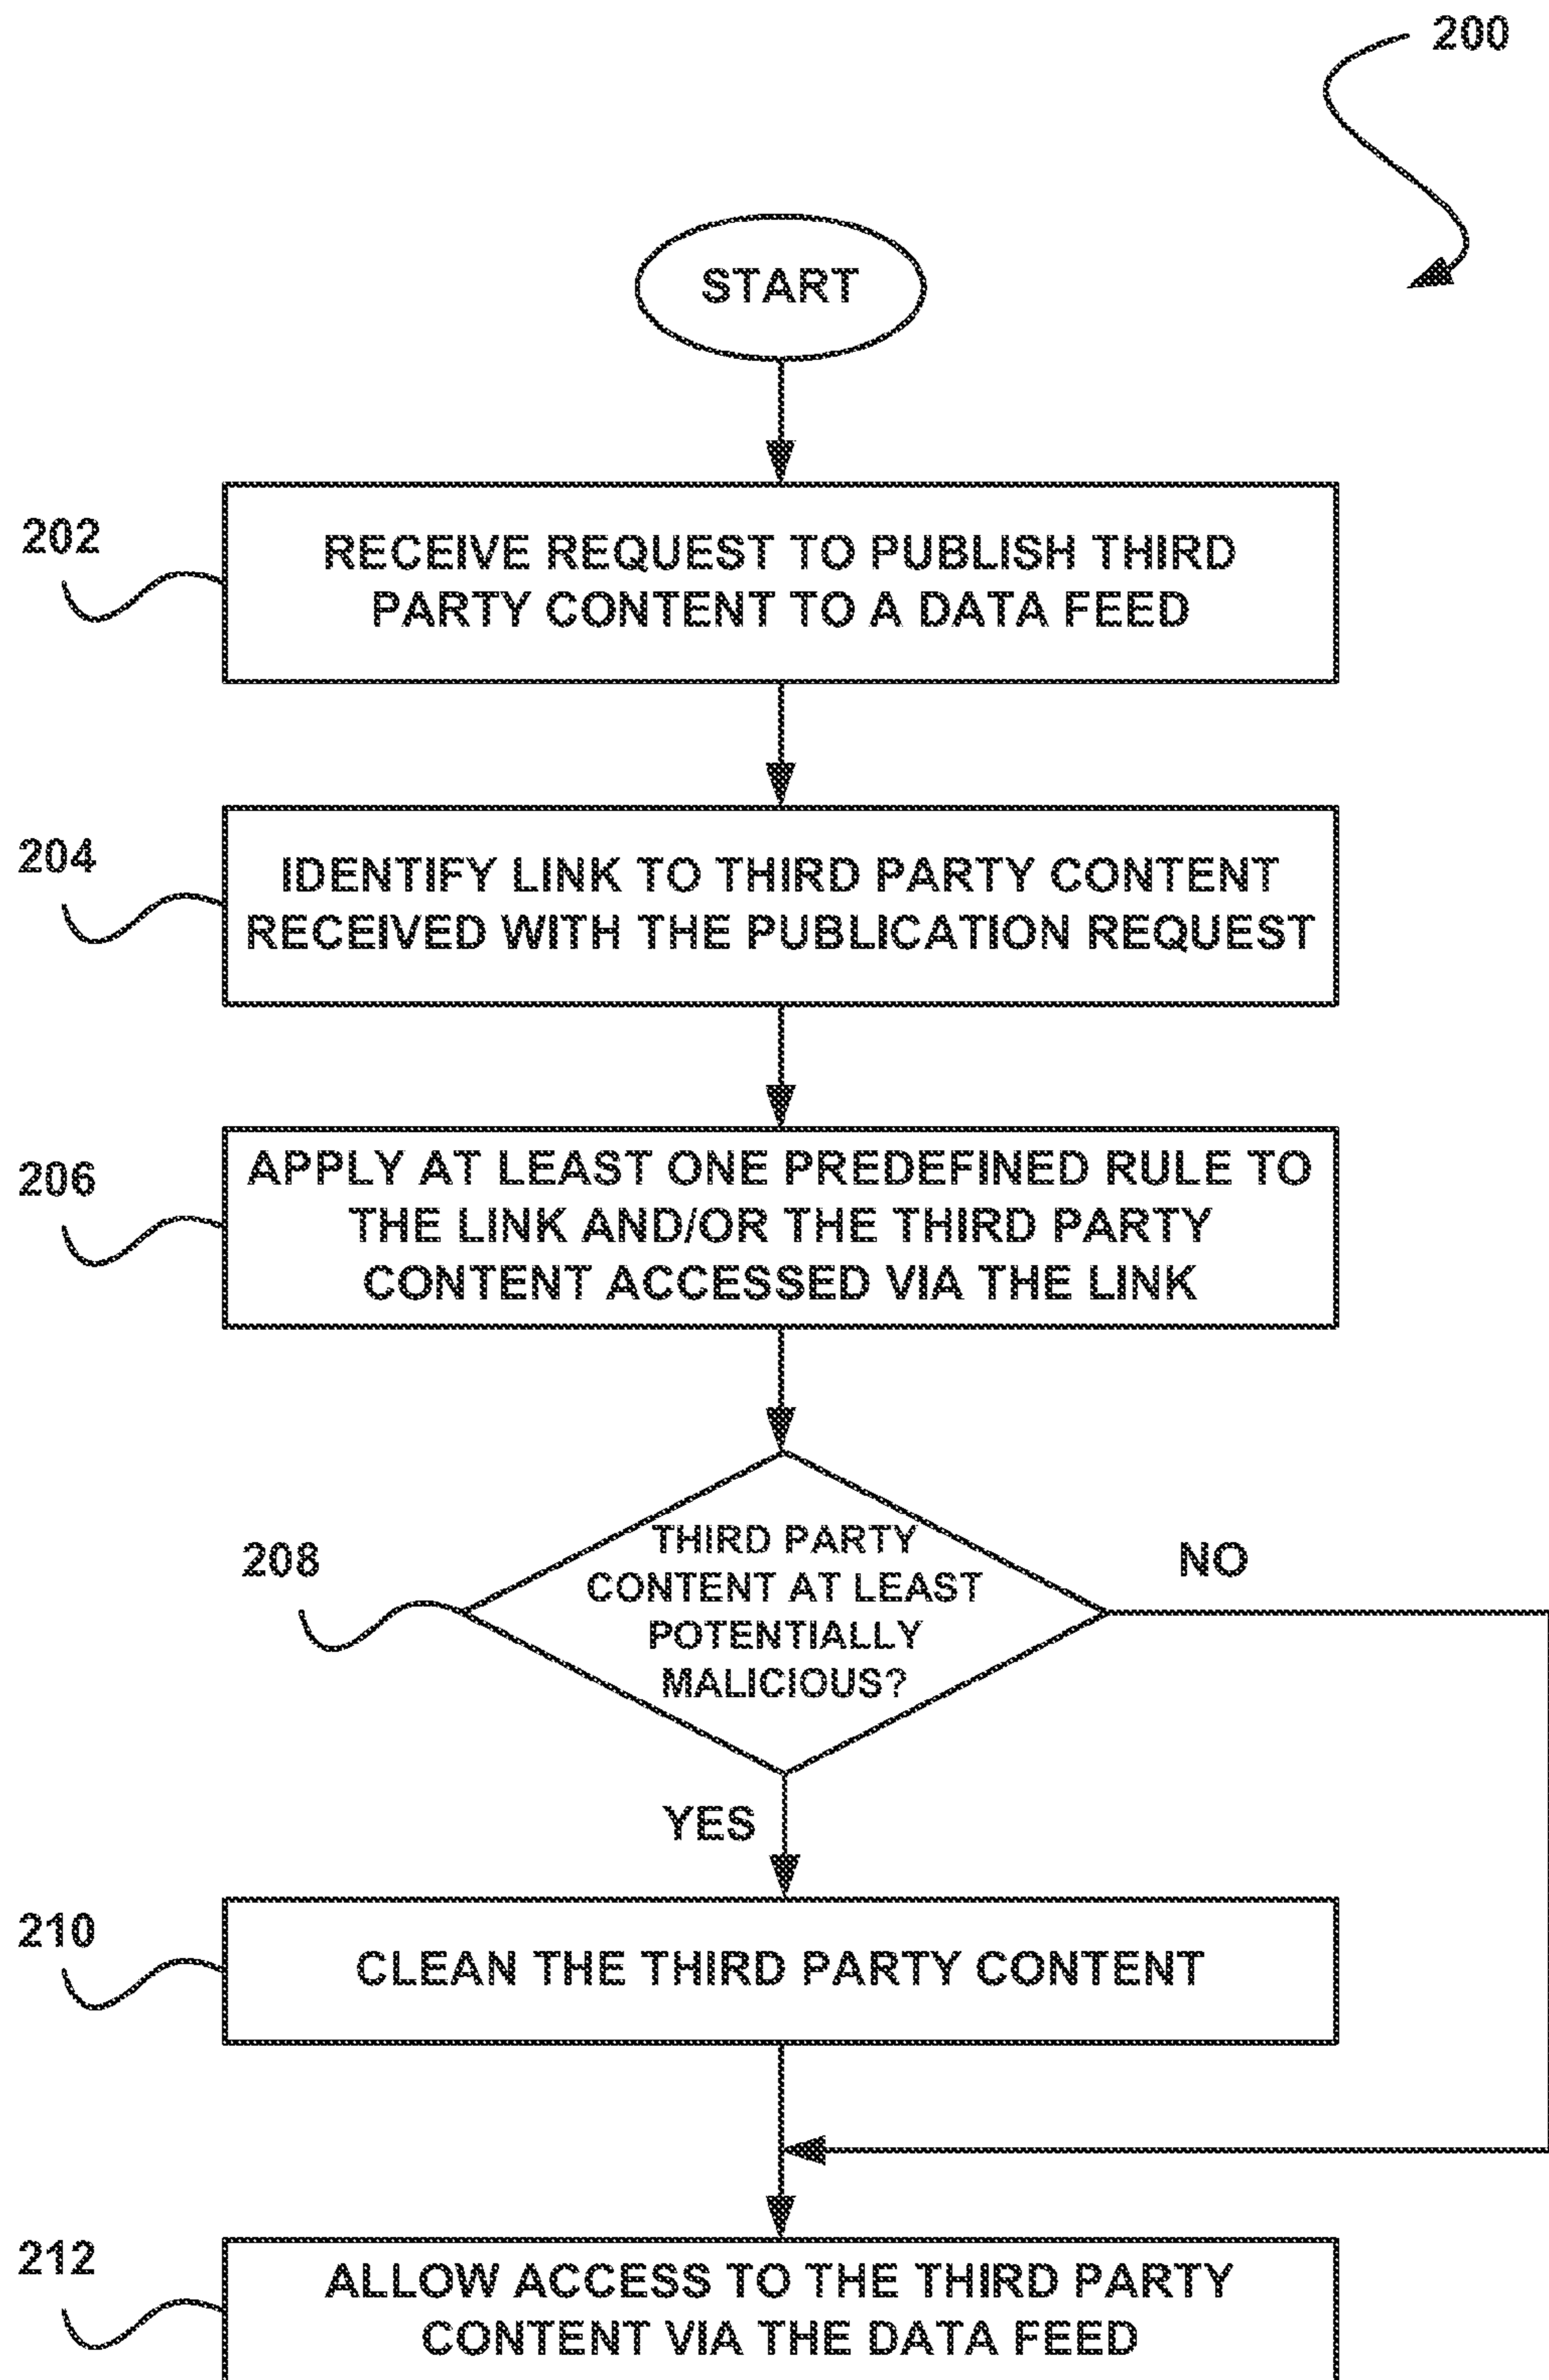 200
START
202
RECEIVE REQUEST TO PUBLISH THIRD
PARTY CONTENT TO A DATA FEED
204
IDENTIFY LINK TO THIRD PARTY CONTENT
RECEIVED WITH THE PUBLICATION REQUEST
206
APPLY AT LEAST ONE PREDEFINED RULE TO
THE LINK AND/OR THE THIRD PARTY
CONTENT ACCESSED VIA THE LINK
208
THIRD PARTY
CONTENT AT LEAST
POTENTIALLY
MALICIOUS?
NO
YES
210
CLEAN THE THIRD PARTY CONTENT
212
ALLOW ACCESS TO THE THIRD PARTY
CONTENT VIA THE DATA FEED